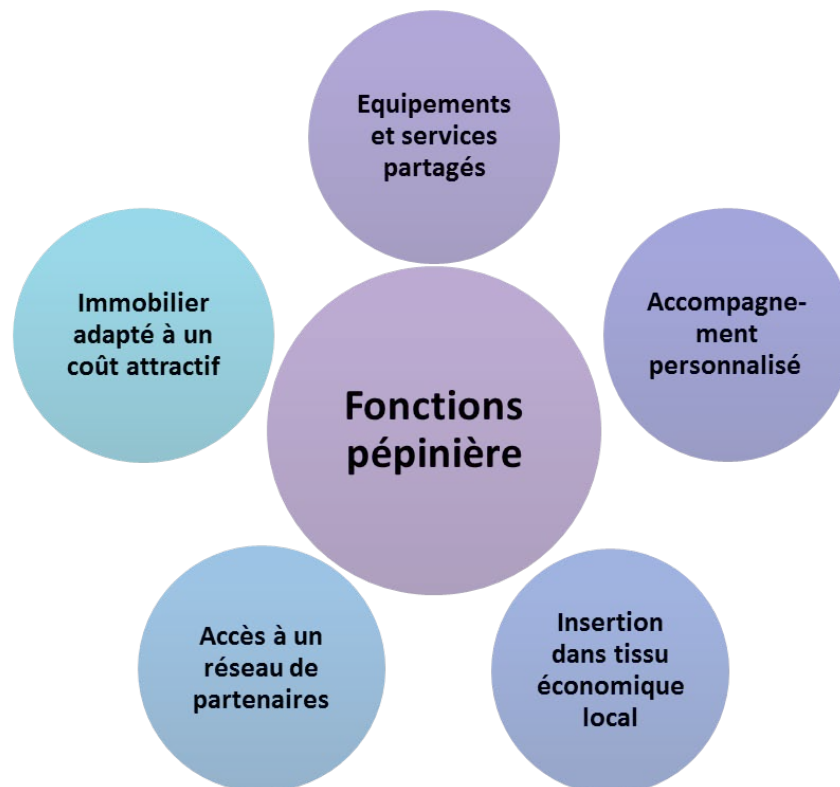 Equipements
et services
partagés
Immobilier
adapté à un
coût attractif
Accompagne-
ment
personnalisé
Fonctions
pépinière
Accès à un
réseau de
partenaires
Insertion
dans tissu
économique
local